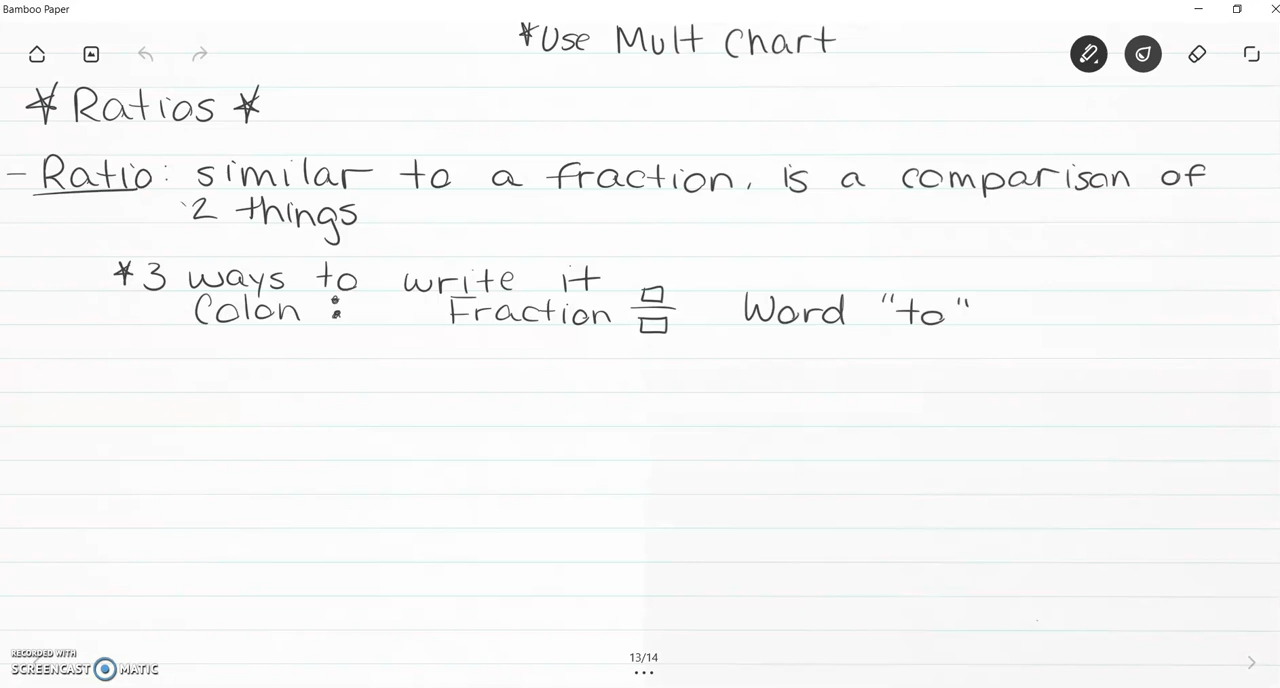 Bamboo Paper
*Use Mult Chart
* Ratios *
- Ratio: similar to a fraction, is a comparison of
2 things
*3 ways to write it
Colon : Fraction □/□ Word "to"
RECORDED WITH
SCREENCAST MATIC
13/14